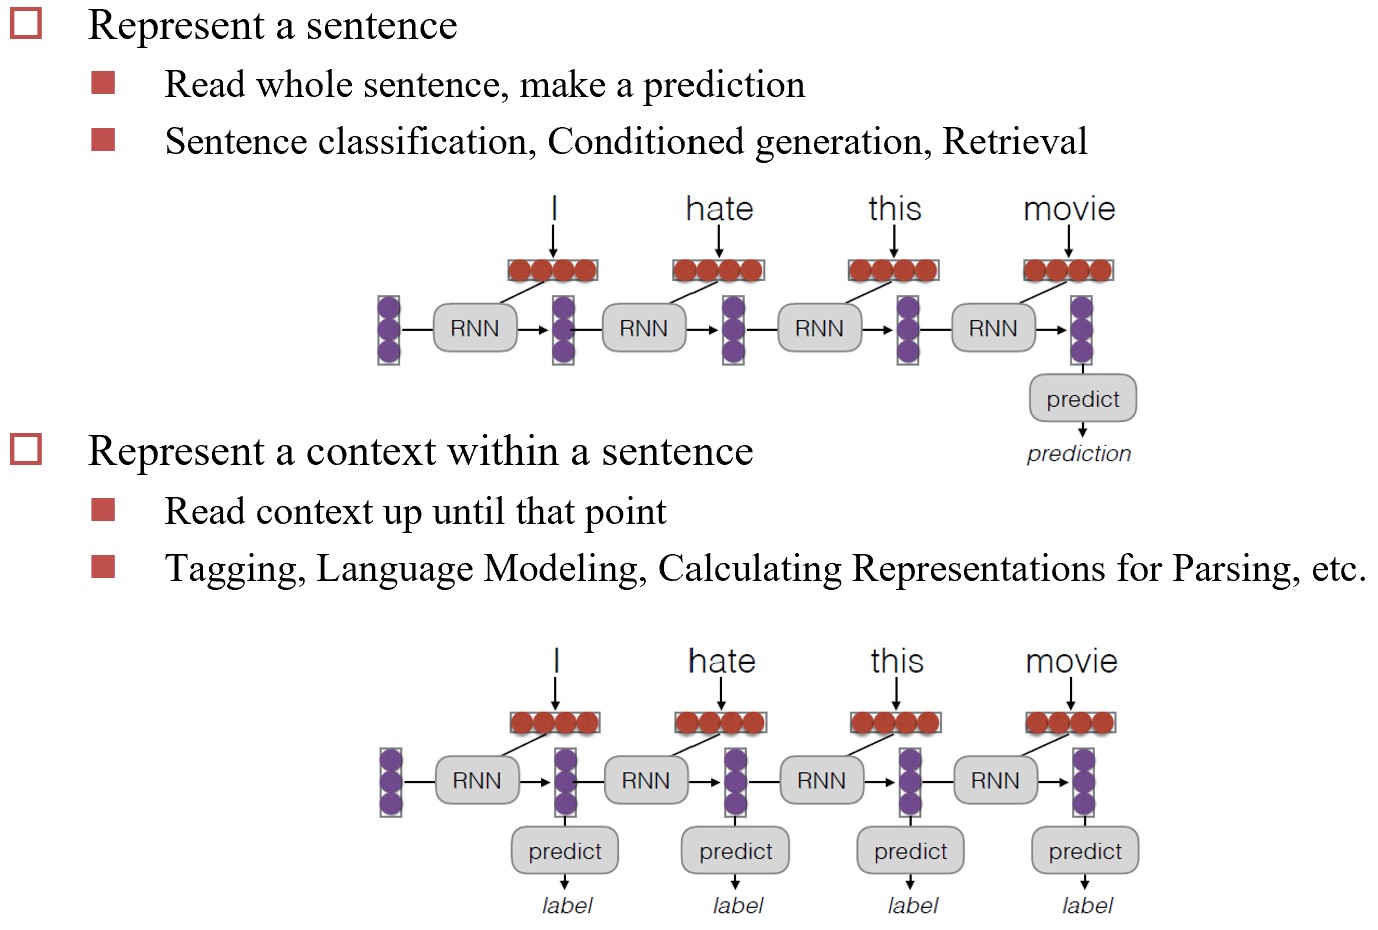 Represent a sentence
Read whole sentence, make a prediction
Sentence classification, Conditioned generation, Retrieval
I hate this movie
RNN RNN RNN RNN
predict
prediction
Represent a context within a sentence
Read context up until that point
Tagging, Language Modeling, Calculating Representations for Parsing, etc.
I hate this movie
RNN RNN RNN RNN
predict predict predict predict
label label label label